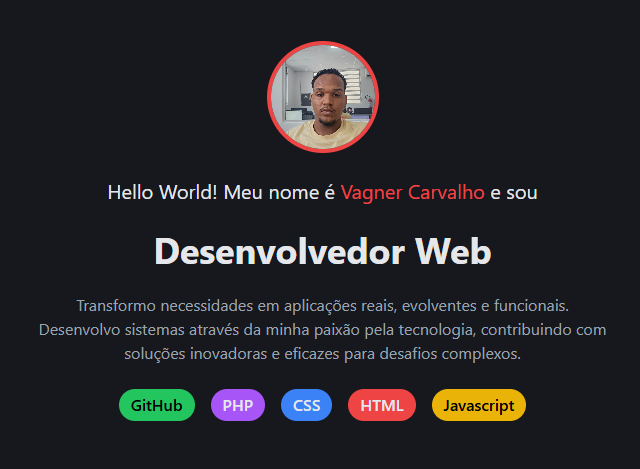 Hello World! Meu nome é Vagner Carvalho e sou
Desenvolvedor Web
Transformo necessidades em aplicações reais, evolventes e funcionais.
Desenvolvo sistemas através da minha paixão pela tecnologia, contribuindo com
soluções inovadoras e eficazes para desafios complexos.
GitHub PHP CSS HTML Javascript